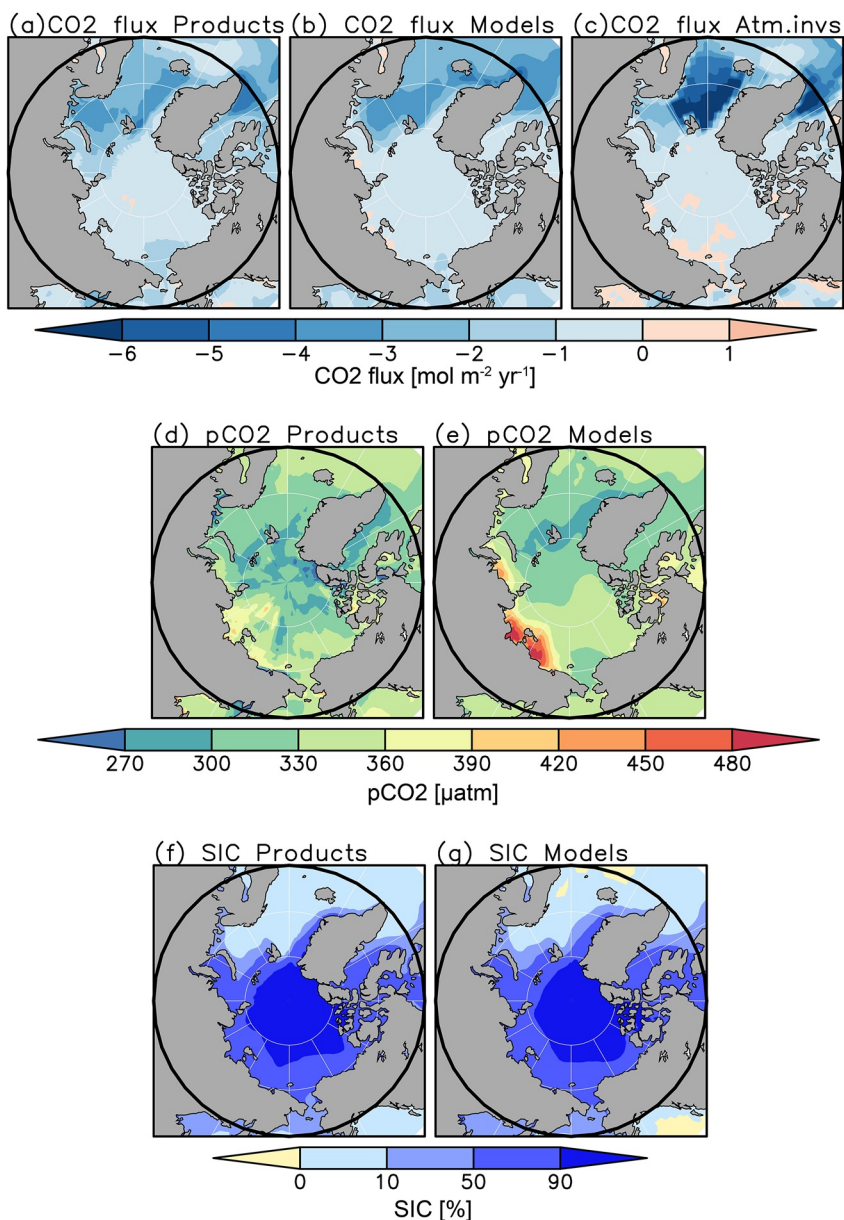 (a)CO2 flux Products
(b) CO2 flux Models
(c)CO2 flux Atm.invs
−6 −5 −4 −3 −2 −1 0 1
CO2 flux [mol m⁻² yr⁻¹]
(d) pCO2 Products
(e) pCO2 Models
270 300 330 360 390 420 450 480
pCO2 [µatm]
(f) SIC Products
(g) SIC Models
0 10 50 90
SIC [%]